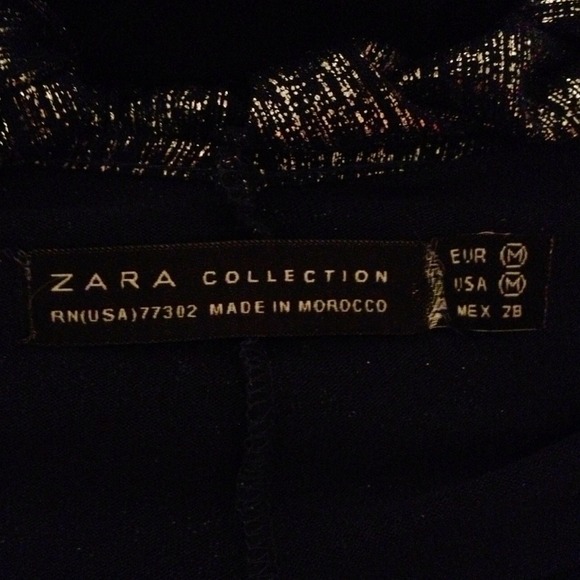 ZARA COLLECTION
RN(USA)77302 MADE IN MOROCCO
EUR M
USA M
MEX 28